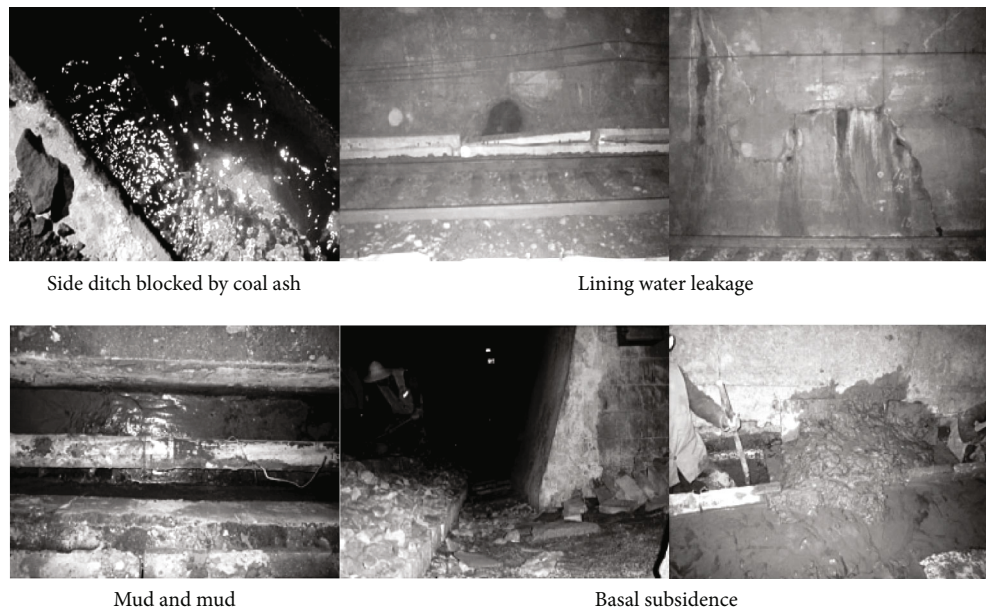 Side ditch blocked by coal ash
Lining water leakage
Mud and mud
Basal subsidence